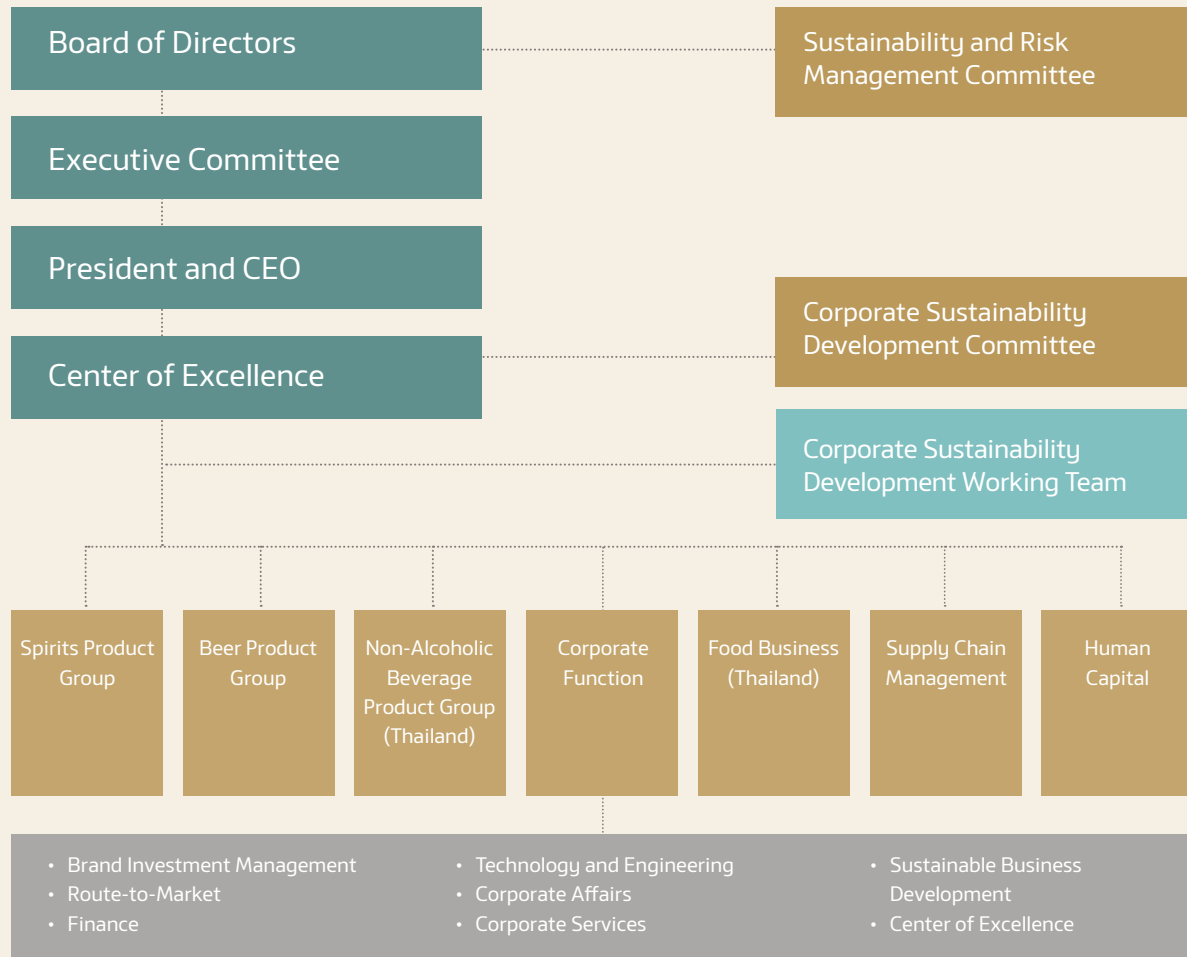 Board of Directors
Sustainability and Risk
Management Committee
Executive Committee
President and CEO
Corporate Sustainability
Development Committee
Center of Excellence
Corporate Sustainability
Development Working Team
Spirits Product
Group
Beer Product
Group
Non-Alcoholic
Beverage
Product Group
(Thailand)
Corporate
Function
Food Business
(Thailand)
Supply Chain
Management
Human
Capital
• Brand Investment Management
• Route-to-Market
• Finance
• Technology and Engineering
• Corporate Affairs
• Corporate Services
• Sustainable Business
Development
• Center of Excellence